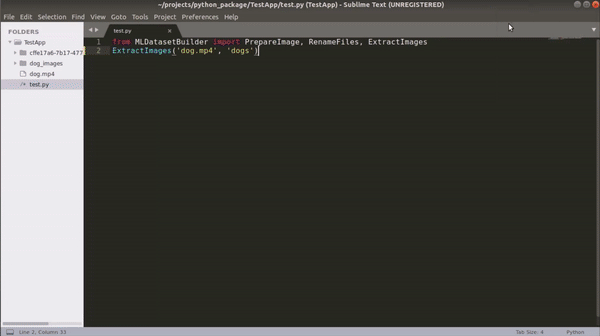 ~/projects/python_package/TestApp/test.py (TestApp) - Sublime Text (UNREGISTERED)
File Edit Selection Find View Goto Tools Project Preferences Help
FOLDERS
TestApp
cffe17a6-7b17-477
dog_images
dog.mp4
test.py
test.py
1 from MLDatasetBuilder import PrepareImage, RenameFiles, ExtractImages
2 ExtractImages('dog.mp4', 'dogs')
Line 2, Column 33
Tab Size: 4
Python